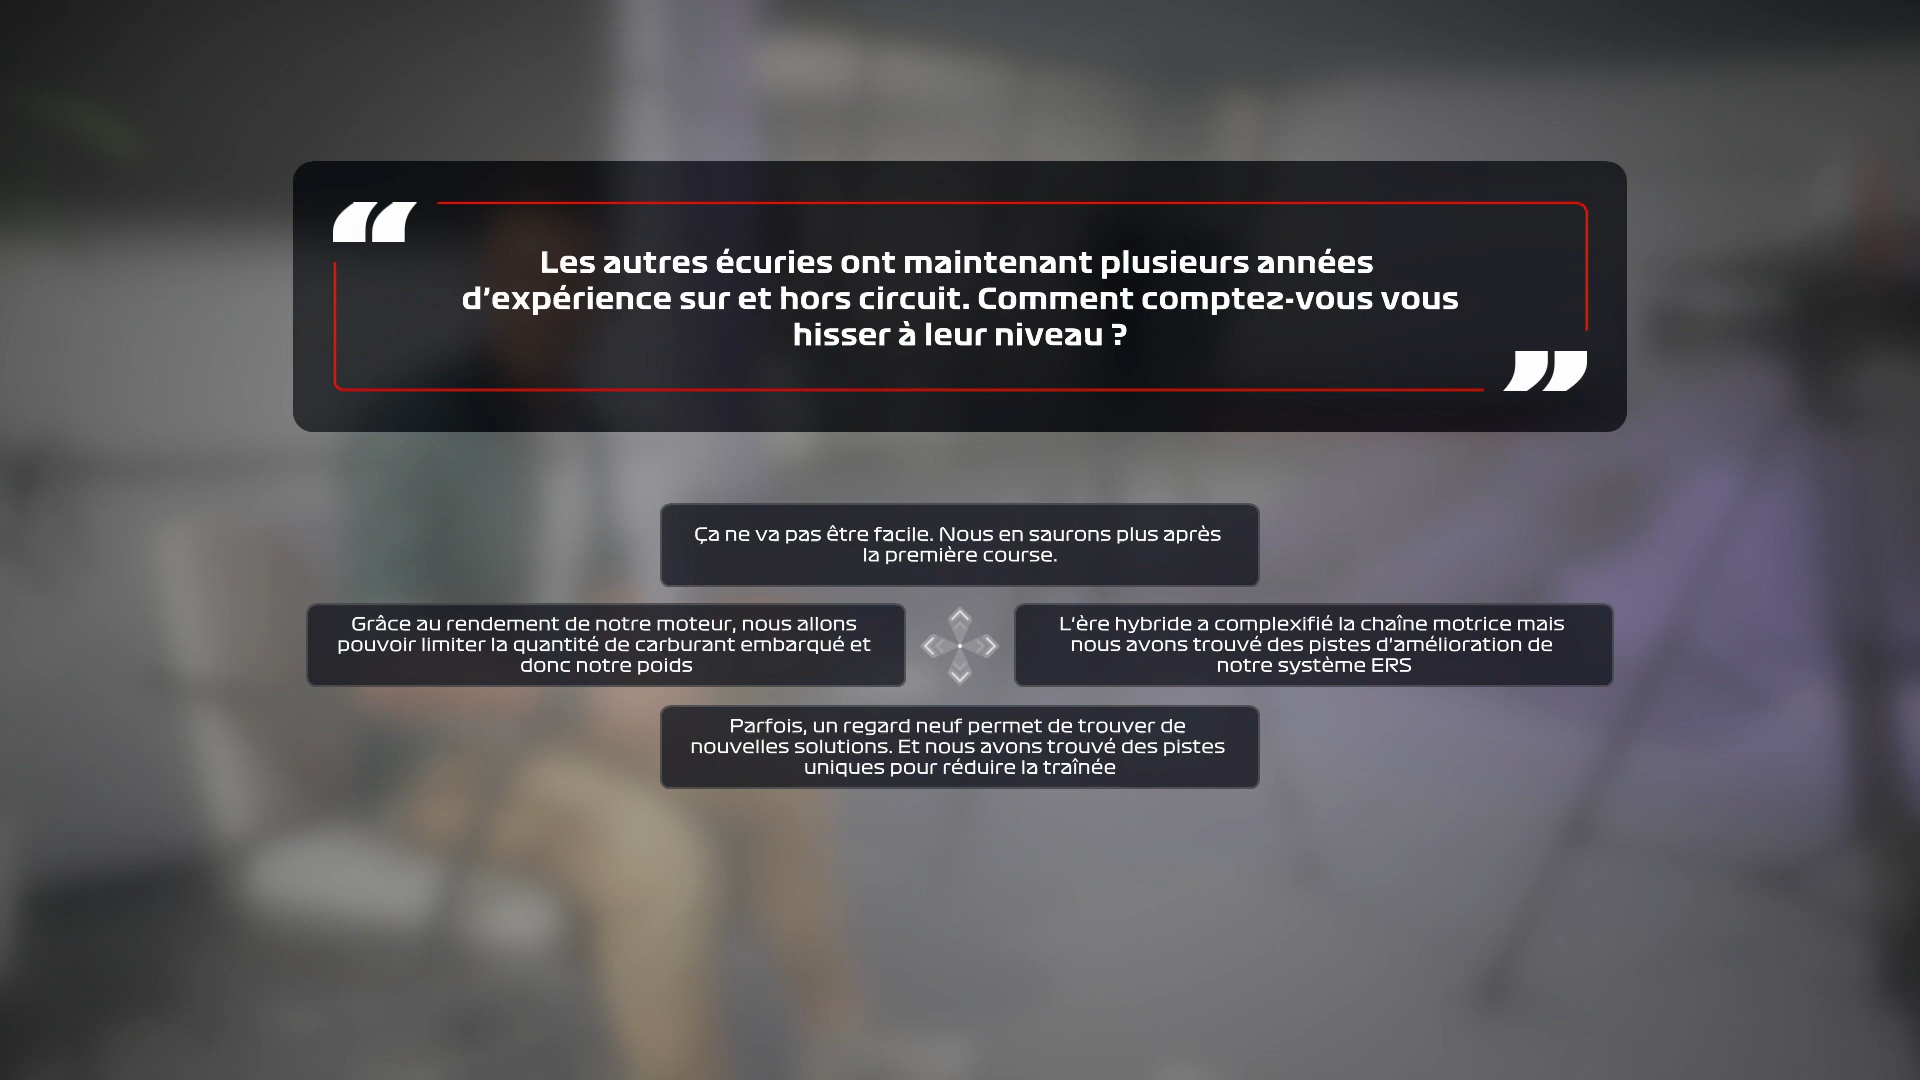 Les autres écuries ont maintenant plusieurs années
d'expérience sur et hors circuit. Comment comptez-vous vous
hisser à leur niveau ?
Ça ne va pas être facile. Nous en saurons plus après
la première course.
Grâce au rendement de notre moteur, nous allons
pouvoir limiter la quantité de carburant embarqué et
donc notre poids
L'ère hybride a complexifié la chaîne motrice mais
nous avons trouvé des pistes d'amélioration de
notre système ERS
Parfois, un regard neuf permet de trouver de
nouvelles solutions. Et nous avons trouvé des pistes
uniques pour réduire la traînée